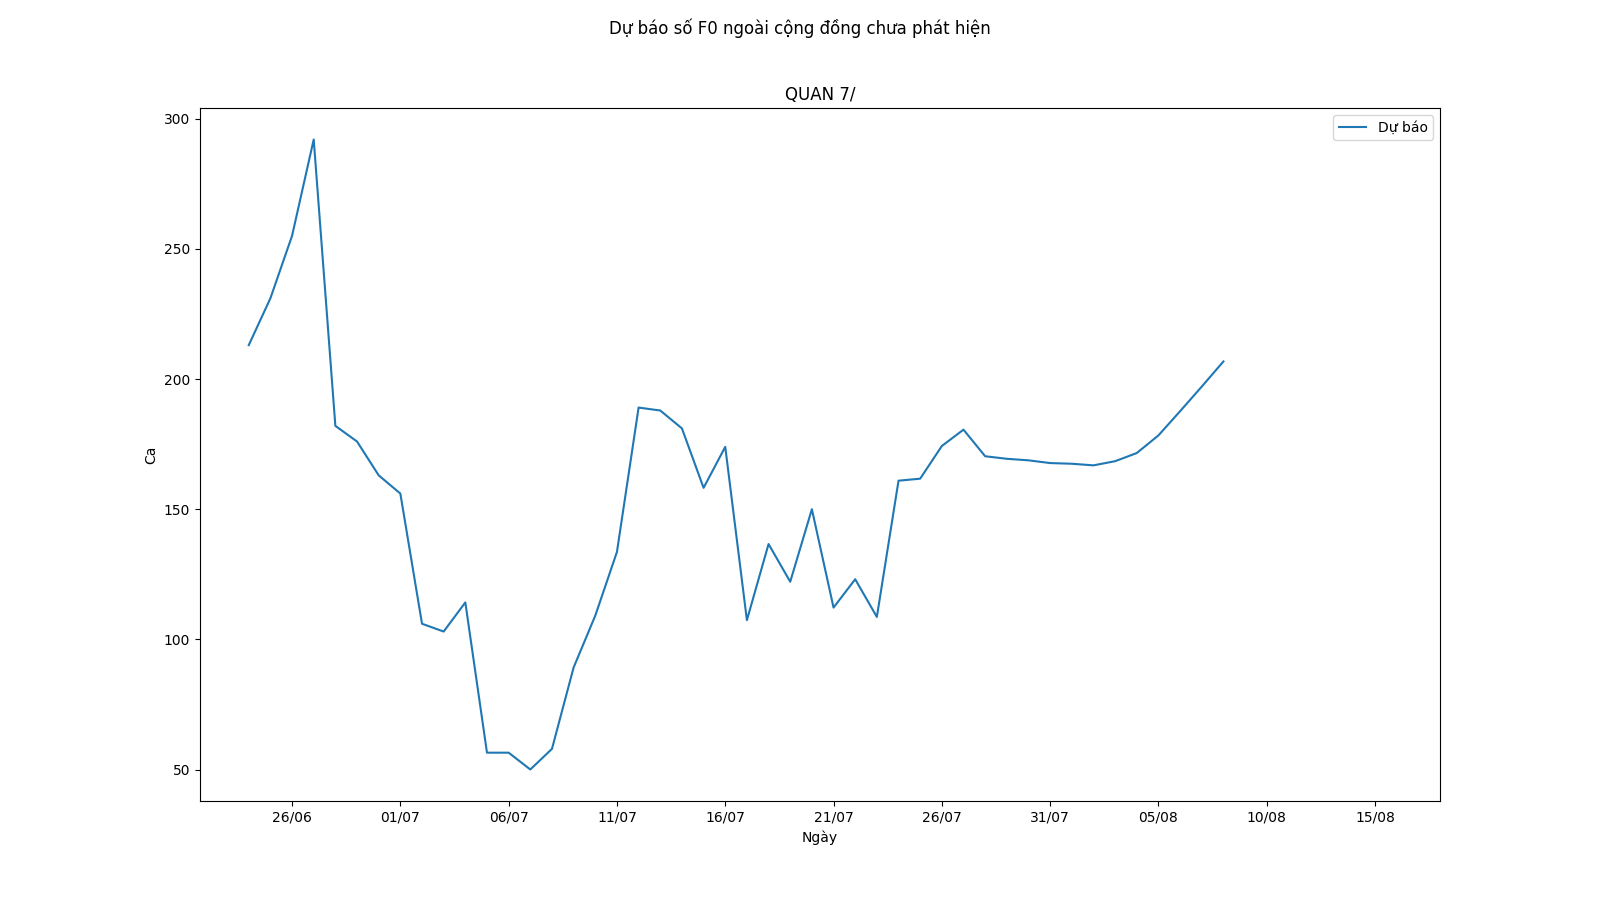 Dự báo số F0 ngoài cộng đồng chưa phát hiện
QUAN 7/
Dự báo
300
250
200
150
100
50
Ca
26/06 01/07 06/07 11/07 16/07 21/07 26/07 31/07 05/08 10/08 15/08
Ngày